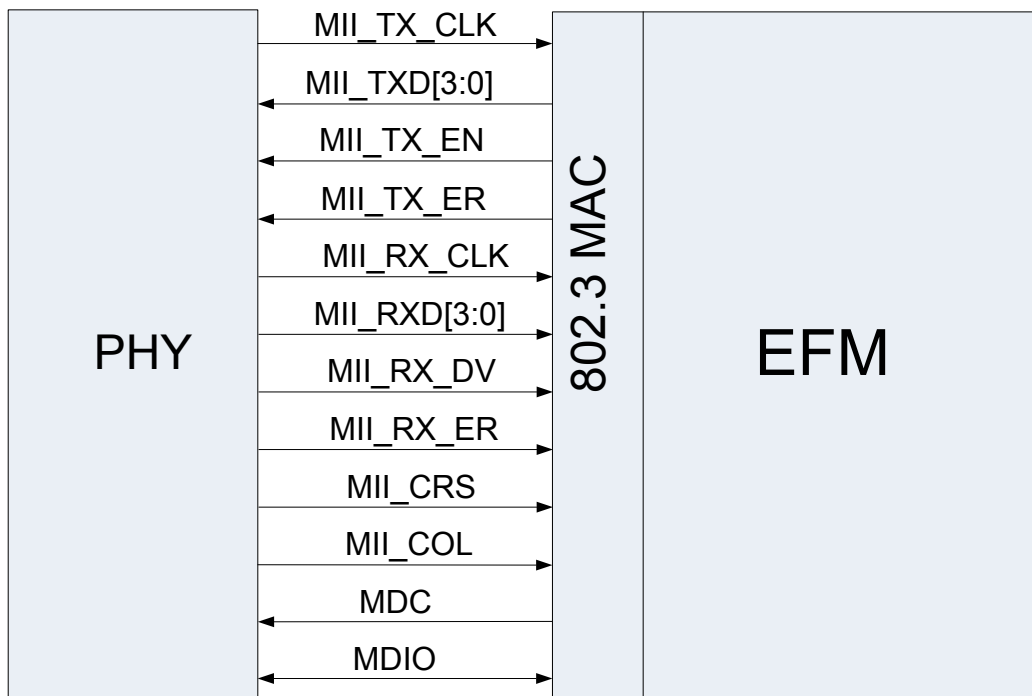 MII_TX_CLK
MII_TXD[3:0]
MII_TX_EN
MII_TX_ER
MII_RX_CLK
MII_RXD[3:0]
MII_RX_DV
MII_RX_ER
MII_CRS
MII_COL
MDC
MDIO
PHY
802.3 MAC
EFM